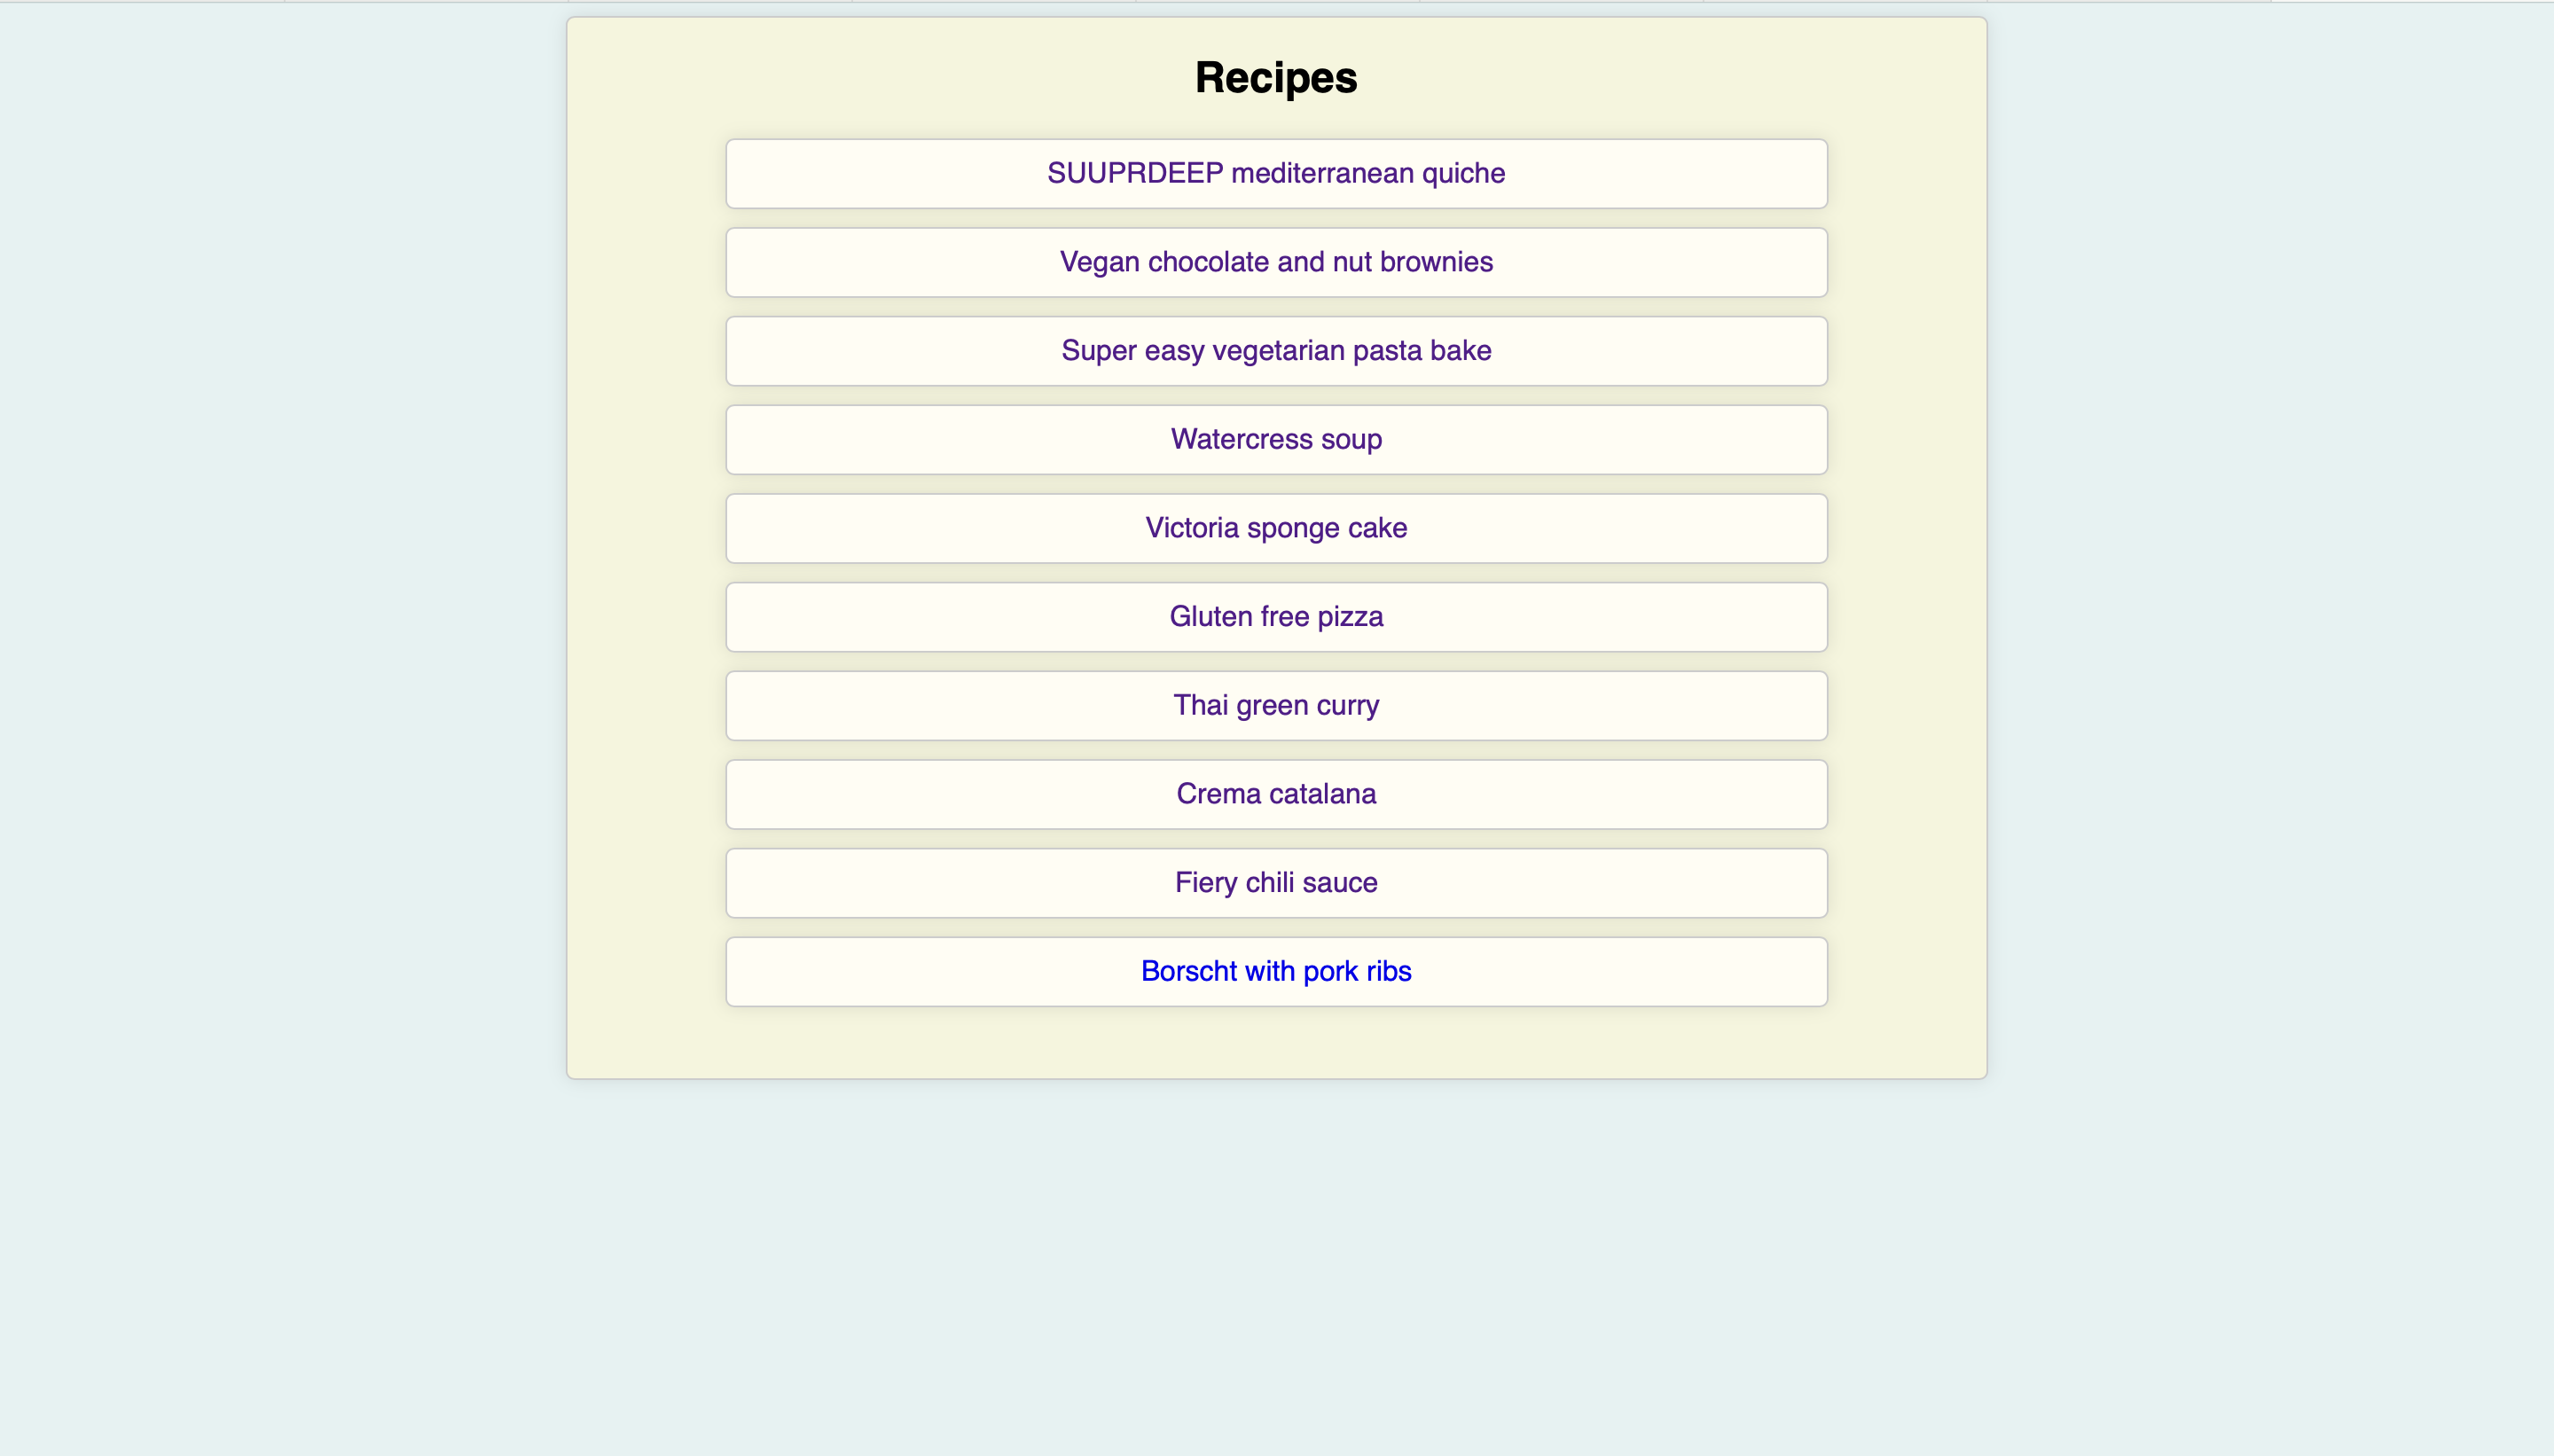 Recipes
SUUPRDEEP mediterranean quiche
Vegan chocolate and nut brownies
Super easy vegetarian pasta bake
Watercress soup
Victoria sponge cake
Gluten free pizza
Thai green curry
Crema catalana
Fiery chili sauce
Borscht with pork ribs